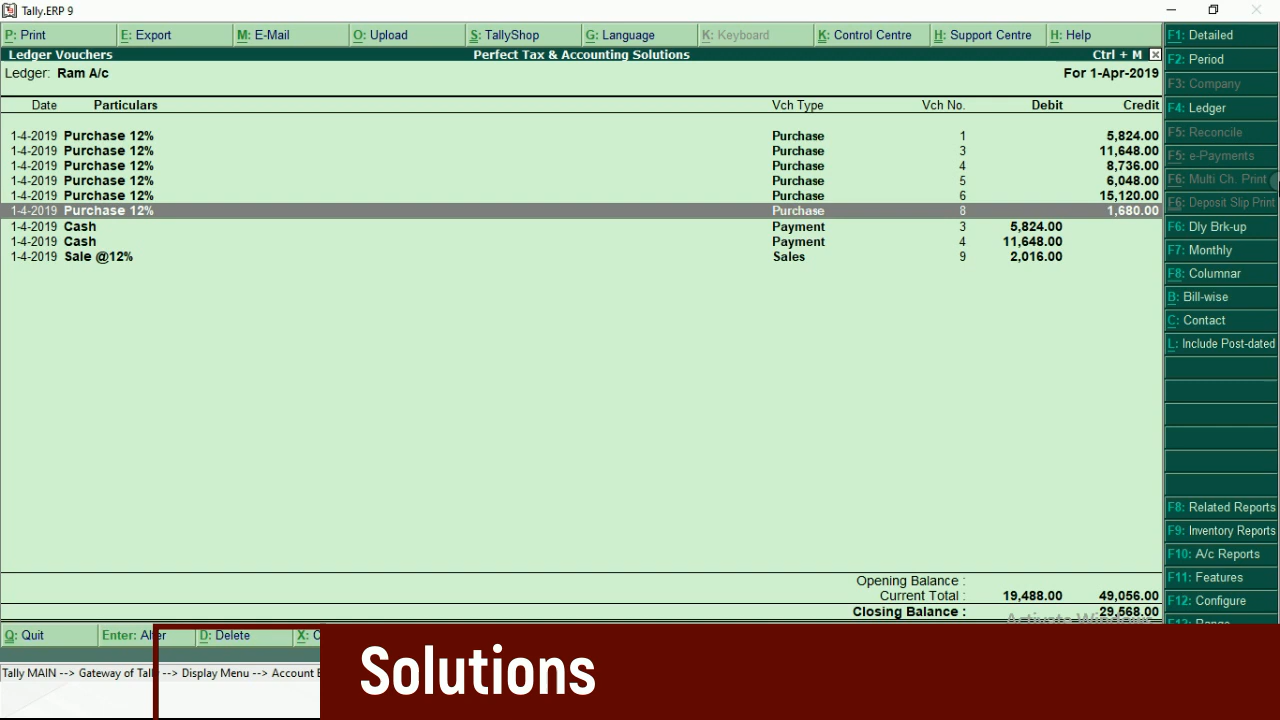 Tally.ERP 9
P: Print E: Export M: E-Mail O: Upload S: TallyShop G: Language K: Keyboard K: Control Centre H: Support Centre H: Help
Ledger Vouchers Perfect Tax & Accounting Solutions Ctrl + M
Ledger: Ram A/c For 1-Apr-2019
Date Particulars Vch Type Vch No. Debit Credit
1-4-2019 Purchase 12% Purchase 1 5,824.00
1-4-2019 Purchase 12% Purchase 3 11,648.00
1-4-2019 Purchase 12% Purchase 4 8,736.00
1-4-2019 Purchase 12% Purchase 5 6,048.00
1-4-2019 Purchase 12% Purchase 6 15,120.00
1-4-2019 Purchase 12% Purchase 8 1,680.00
1-4-2019 Cash Payment 3 5,824.00
1-4-2019 Cash Payment 4 11,648.00
1-4-2019 Sale @12% Sales 9 2,016.00
Opening Balance :
Current Total : 19,488.00 49,056.00
Closing Balance : 29,568.00
F1: Detailed
F2: Period
F3: Company
F4: Ledger
F5: Reconcile
F5: e-Payments
F6: Multi Ch. Print
F6: Deposit Slip Print
F6: Dly Brk-up
F7: Monthly
F8: Columnar
B: Bill-wise
C: Contact
L: Include Post-dated
F8: Related Reports
F9: Inventory Reports
F10: A/c Reports
F11: Features
F12: Configure
F12: Range
Activate Windows
Q: Quit Enter: Alter D: Delete X:
Tally MAIN --> Gateway of Tally --> Display Menu --> Account
Solutions